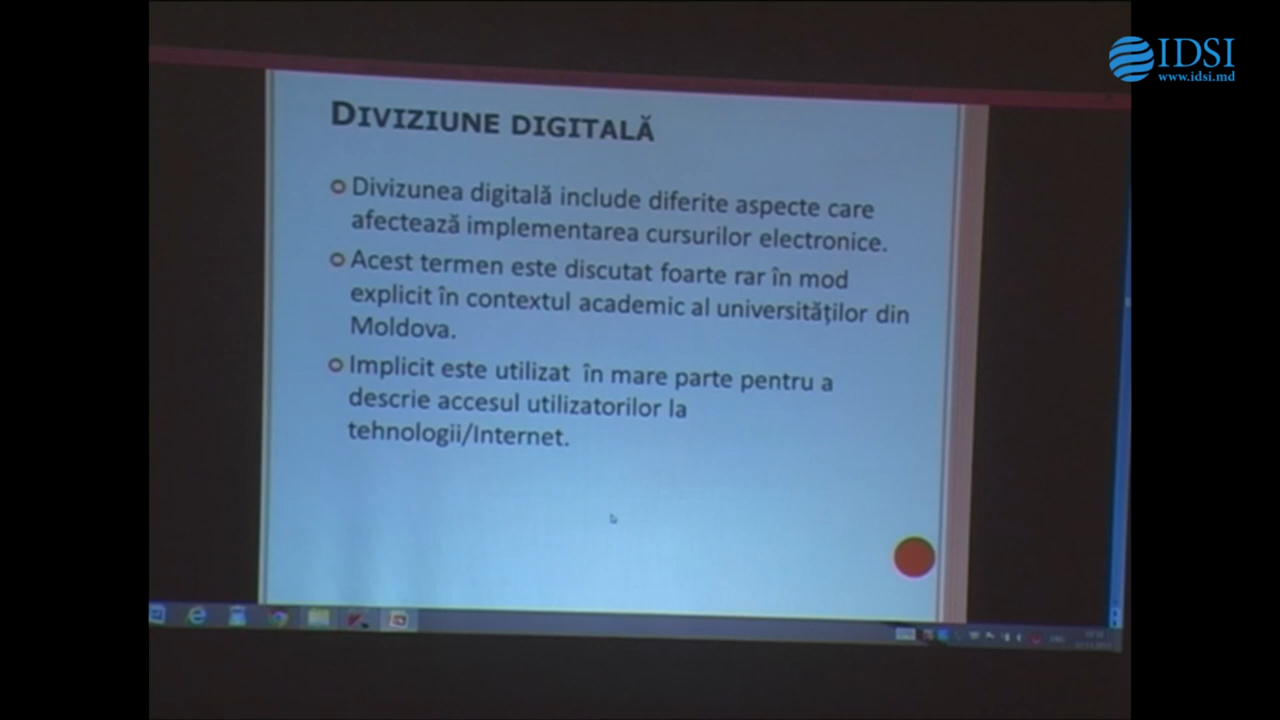 IDSI
www.idsi.md
DIVIZIUNE DIGITALĂ
Divizunea digitală include diferite aspecte care
afectează implementarea cursurilor electronice.
Acest termen este discutat foarte rar în mod
explicit în contextul academic al universităților din
Moldova.
Implicit este utilizat în mare parte pentru a
descrie accesul utilizatorilor la
tehnologii/Internet.